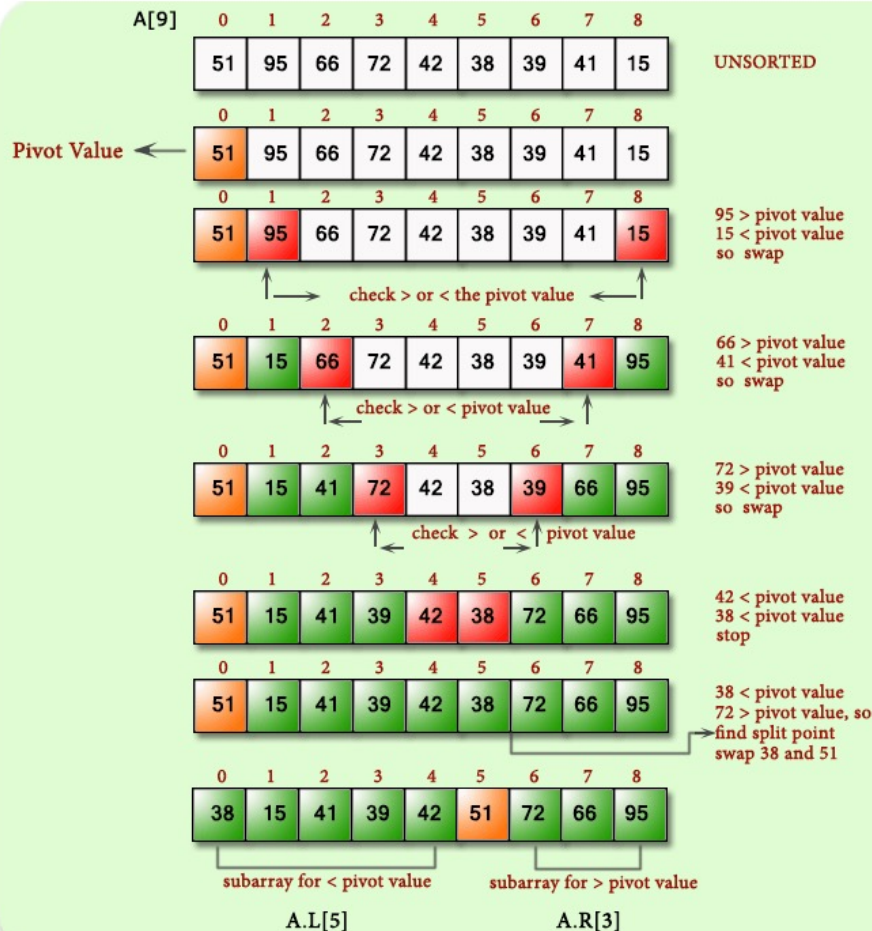 A[9] 0 1 2 3 4 5 6 7 8
51 95 66 72 42 38 39 41 15 UNSORTED
0 1 2 3 4 5 6 7 8
Pivot Value 51 95 66 72 42 38 39 41 15
0 1 2 3 4 5 6 7 8
51 95 66 72 42 38 39 41 15
95 > pivot value
15 < pivot value
so swap
check > or < the pivot value
0 1 2 3 4 5 6 7 8
51 15 66 72 42 38 39 41 95
66 > pivot value
41 < pivot value
so swap
check > or < pivot value
0 1 2 3 4 5 6 7 8
51 15 41 72 42 38 39 66 95
72 > pivot value
39 < pivot value
so swap
check > or < pivot value
0 1 2 3 4 5 6 7 8
51 15 41 39 42 38 72 66 95
42 < pivot value
38 < pivot value
stop
0 1 2 3 4 5 6 7 8
51 15 41 39 42 38 72 66 95
38 < pivot value
72 > pivot value, so
find split point
swap 38 and 51
0 1 2 3 4 5 6 7 8
38 15 41 39 42 51 72 66 95
subarray for < pivot value
subarray for > pivot value
A.L[5]
A.R[3]